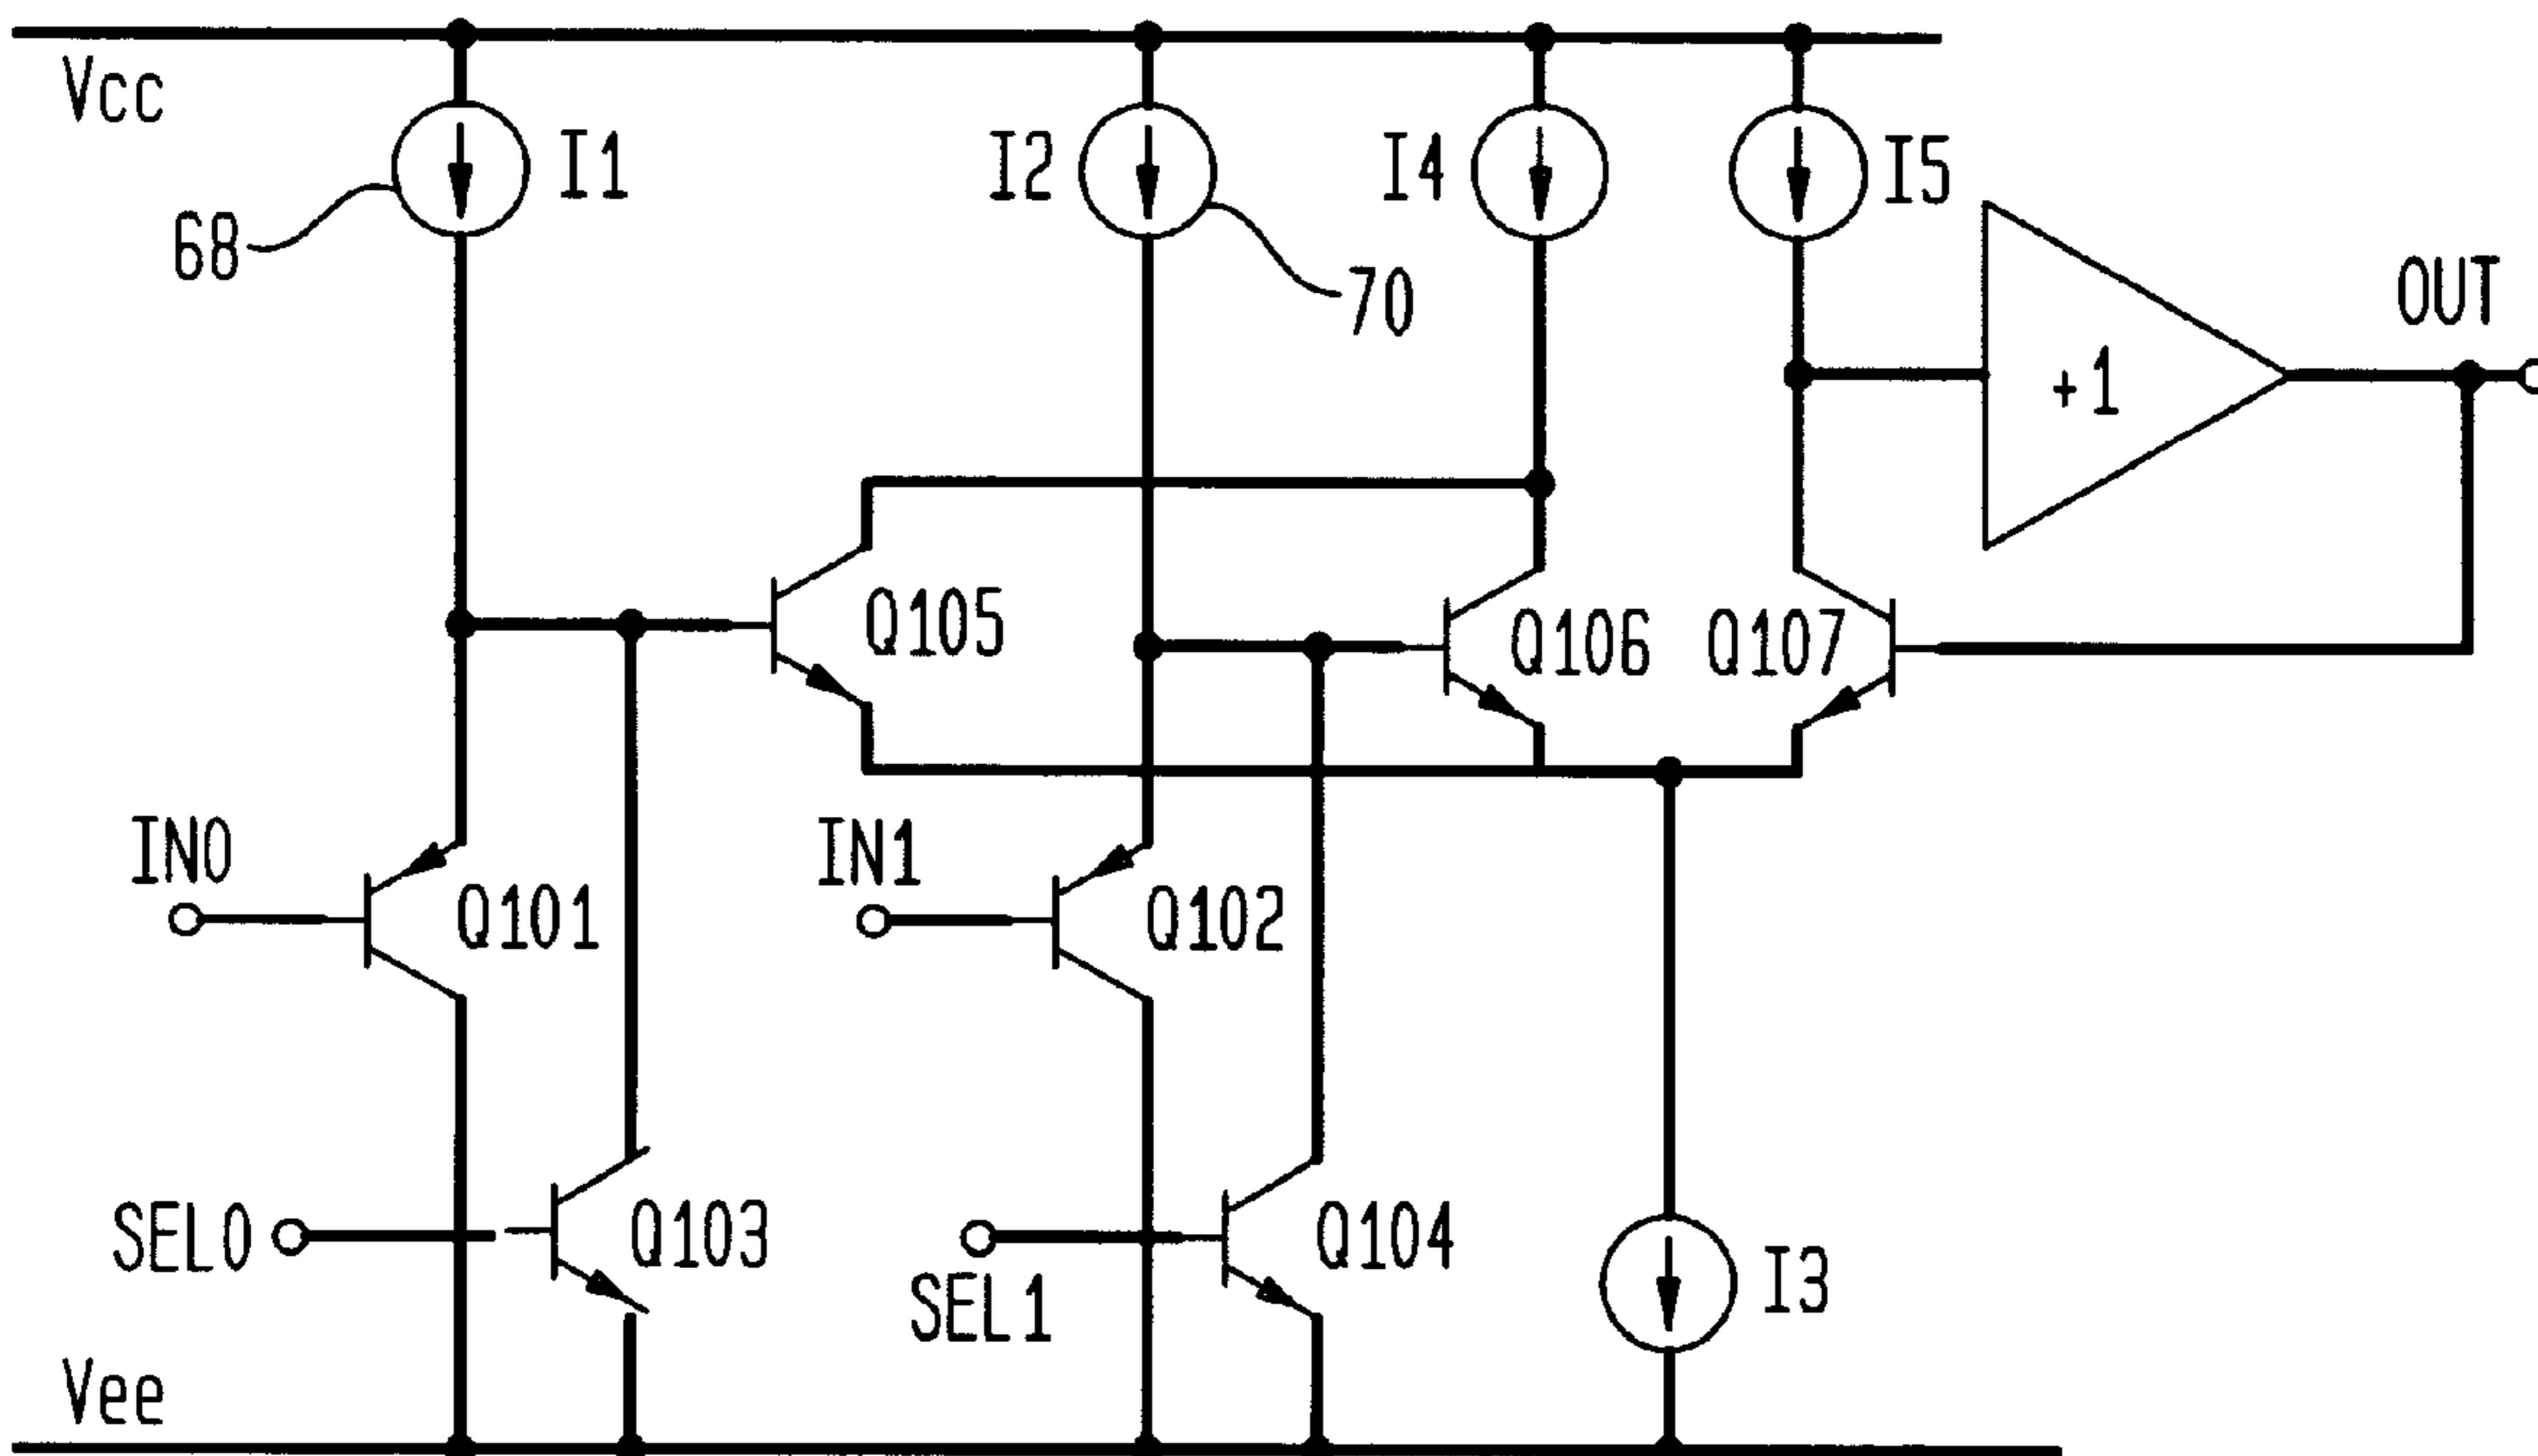 Vcc
I1
I2
I4
I5
68
70
OUT
+1
Q105
Q106
Q107
IN0
Q101
IN1
Q102
SEL0
Q103
SEL1
Q104
I3
Vee